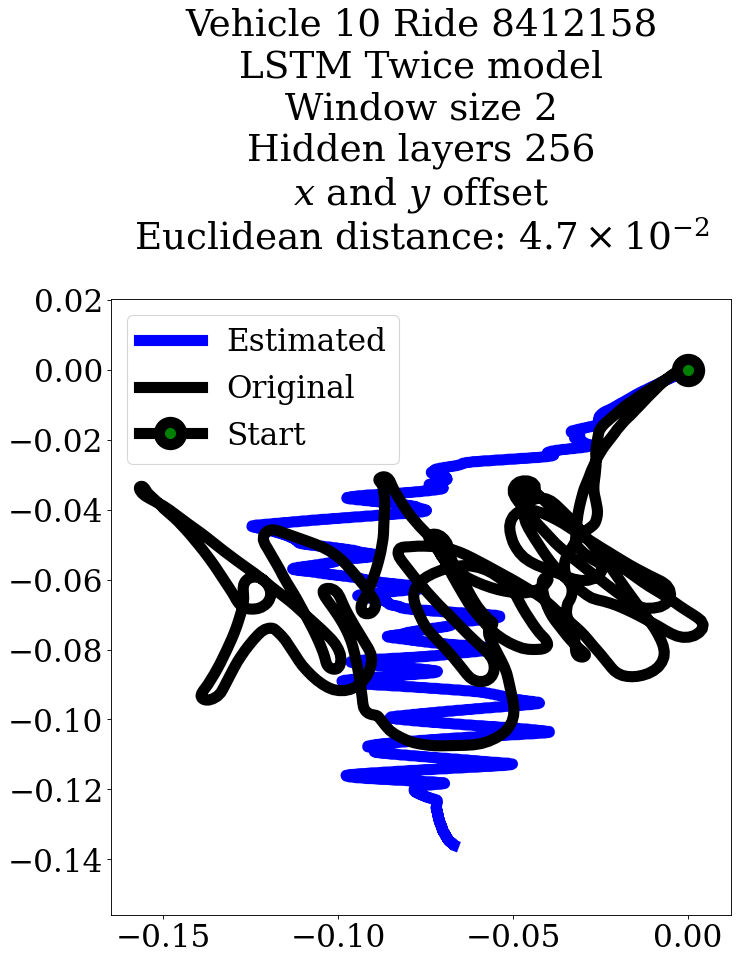 Vehicle 10 Ride 8412158
LSTM Twice model
Window size 2
Hidden layers 256
x and y offset
Euclidean distance: 4.7 × 10⁻²
0.02
0.00
−0.02
−0.04
−0.06
−0.08
−0.10
−0.12
−0.14
Estimated
Original
Start
−0.15 −0.10 −0.05 0.00